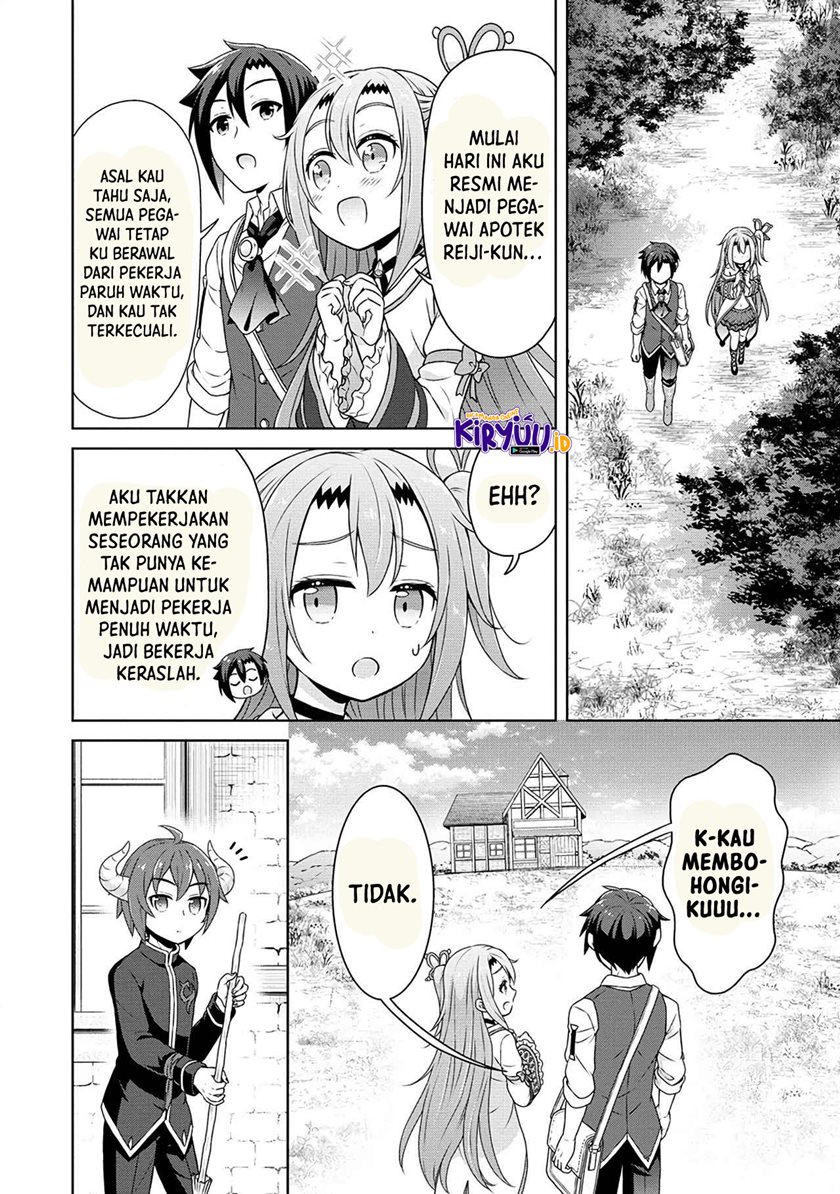 MULAI
HARI INI AKU
RESMI ME-
NJADI PEGA-
WAI APOTEK
REIJI-KUN...
ASAL KAU
TAHU SAJA,
SEMUA PEGA-
WAI TETAP
KU BERAWAL
DARI PEKERJA
PARUH WAKTU,
DAN KAU TAK
TERKECUALI.
KIRYUU.ID
EHH?
AKU TAKKAN
MEMPEKERJAKAN
SESEORANG YANG
TAK PUNYA KE-
MAMPUAN UNTUK
MENJADI PEKERJA
PENUH WAKTU,
JADI BEKERJA
KERASLAH.
K-KAU
MEMBO-
HONGI-
KUUU...
TIDAK.